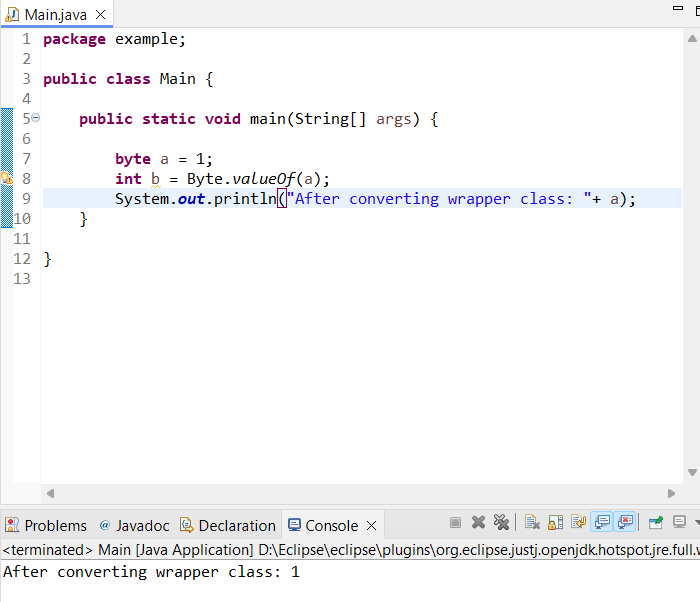 Main.java
1 package example;
2
3 public class Main {
4
5 public static void main(String[] args) {
6
7 byte a = 1;
8 int b = Byte.valueOf(a);
9 System.out.println("After converting wrapper class: "+ a);
10 }
11
12 }
13
Problems @ Javadoc Declaration Console
<terminated> Main [Java Application] D:\Eclipse\eclipse\plugins\org.eclipse.justj.openjdk.hotspot.jre.full.w
After converting wrapper class: 1